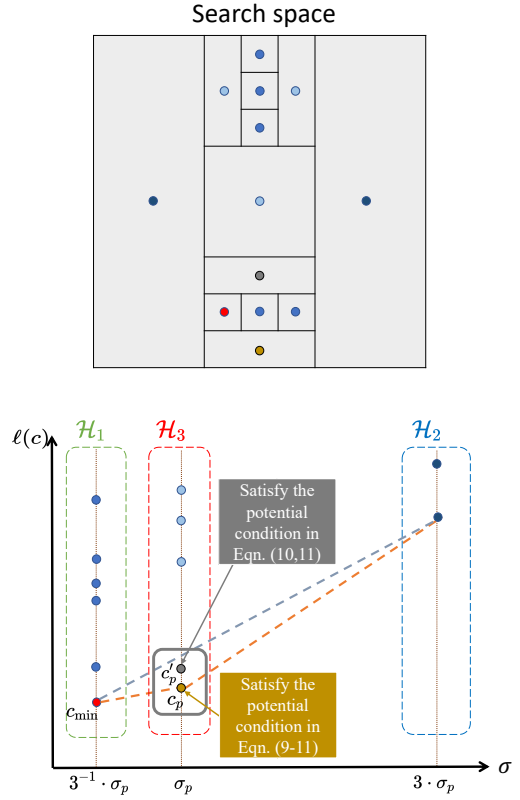 Search space
ℓ(c)
ℋ₁
ℋ₃
ℋ₂
Satisfy the
potential
condition in
Eqn. (10,11)
c′ₚ
cₚ
c_min
Satisfy the
potential
condition in
Eqn. (9-11)
3⁻¹ · σₚ
σₚ
3 · σₚ
σ